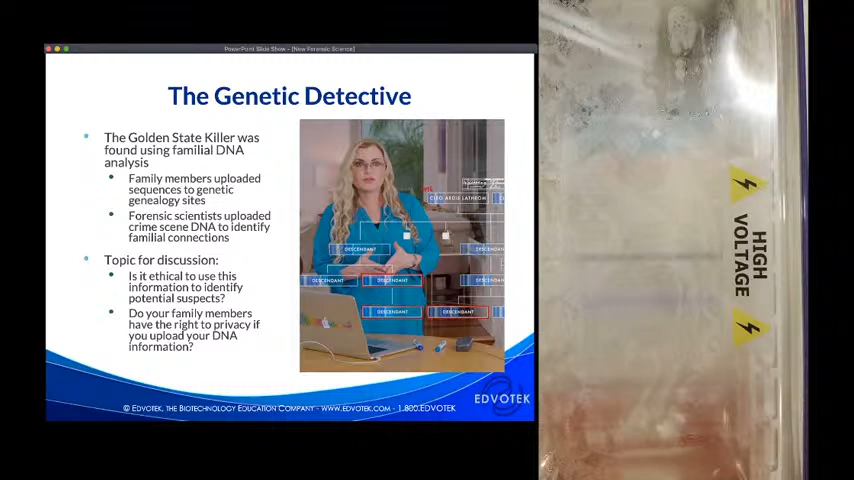 PowerPoint Slide Show - [New Forensic Science]
The Genetic Detective
The Golden State Killer was
found using familial DNA
analysis
Family members uploaded
sequences to genetic
genealogy sites
Forensic scientists uploaded
crime scene DNA to identify
familial connections
Topic for discussion:
Is it ethical to use this
information to identify
potential suspects?
Do your family members
have the right to privacy if
you upload your DNA
information?
CLEO ARDIE LATHROM
DESCENDANT
DESCENDANT
DESCENDANT
DESCENDANT
DESCENDANT
DESCENDANT
DESCENDANT
© EDVOTEK, THE BIOTECHNOLOGY EDUCATION COMPANY - WWW.EDVOTEK.COM - 1.800.EDVOTEK
EDVOTEK
HIGH
VOLTAGE